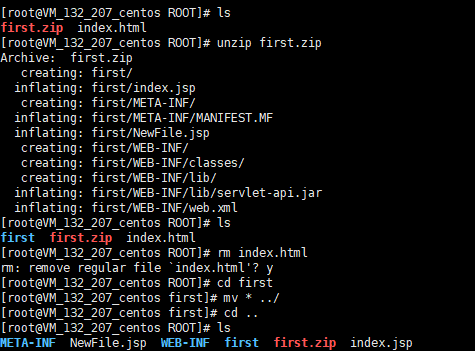 [root@VM_132_207_centos ROOT]# ls
first.zip  index.html
[root@VM_132_207_centos ROOT]# unzip first.zip
Archive:  first.zip
   creating: first/
  inflating: first/index.jsp
   creating: first/META-INF/
  inflating: first/META-INF/MANIFEST.MF
  inflating: first/NewFile.jsp
   creating: first/WEB-INF/
   creating: first/WEB-INF/classes/
   creating: first/WEB-INF/lib/
  inflating: first/WEB-INF/lib/servlet-api.jar
  inflating: first/WEB-INF/web.xml
[root@VM_132_207_centos ROOT]# ls
first  first.zip  index.html
[root@VM_132_207_centos ROOT]# rm index.html
rm: remove regular file `index.html'? y
[root@VM_132_207_centos ROOT]# cd first
[root@VM_132_207_centos first]# mv * ../
[root@VM_132_207_centos first]# cd ..
[root@VM_132_207_centos ROOT]# ls
META-INF  NewFile.jsp  WEB-INF  first  first.zip  index.jsp